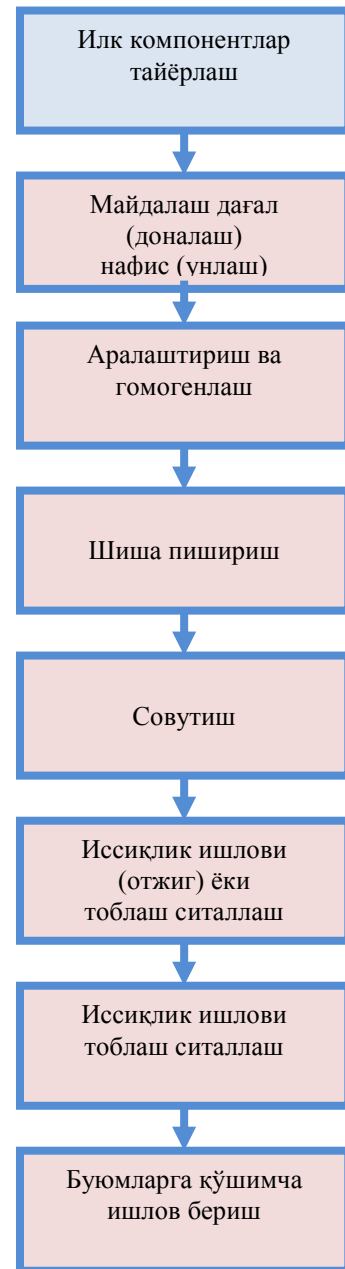 Илк компонентлар
тайёрлаш
Майдалаш дағал
(доналаш)
нафис (унлаш)
Аралаштириш ва
гомогенлаш
Шиша пишириш
Совутиш
Иссиқлик ишлови
(отжиг) ёки
тоблаш ситаллаш
Иссиқлик ишлови
тоблаш ситаллаш
Буюмларга қўшимча
ишлов бериш